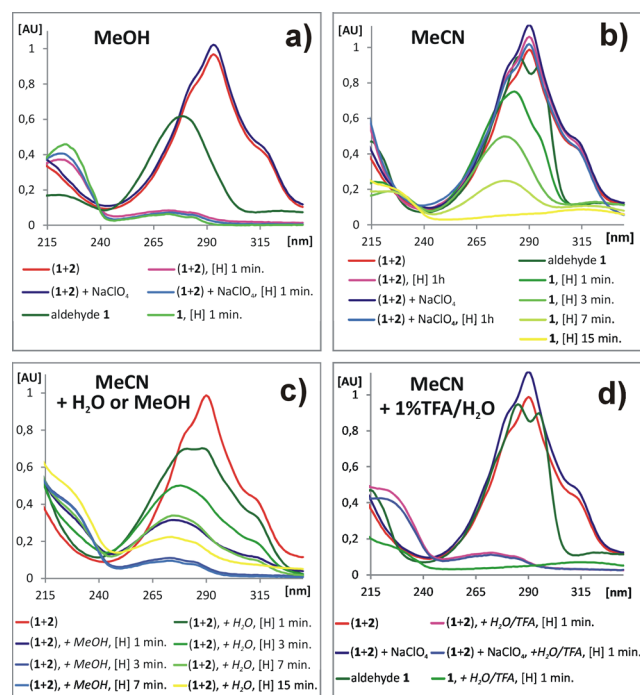 [AU]
MeOH
a)
1
0,8
0,6
0,4
0,2
0
215 240 265 290 315
[nm]
(1+2)
(1+2), [H] 1 min.
(1+2) + NaClO₄
(1+2) + NaClO₄, [H] 1 min.
aldehyde 1
1, [H] 1 min.
[AU]
MeCN
b)
1
0,8
0,6
0,4
0,2
0
215 240 265 290 315
[nm]
(1+2)
(1+2), [H] 1h
(1+2) + NaClO₄
(1+2) + NaClO₄, [H] 1h
aldehyde 1
1, [H] 1 min.
1, [H] 3 min.
1, [H] 7 min
1, [H] 15 min.
[AU]
MeCN
+ H₂O or MeOH
c)
1
0,8
0,6
0,4
0,2
0
215 240 265 290 315
[nm]
(1+2)
(1+2), + H₂O, [H] 1 min.
(1+2), + MeOH, [H] 1 min.
(1+2), + H₂O, [H] 3 min.
(1+2), + MeOH, [H] 3 min
(1+2), + H₂O, [H] 7 min
(1+2), + MeOH, [H] 7 min
(1+2), + H₂O, [H] 15 min.
[AU]
MeCN
+ 1%TFA/H₂O
d)
1
0,8
0,6
0,4
0,2
0
215 240 265 290 315
[nm]
(1+2)
(1+2), + H₂O/TFA, [H] 1 min.
(1+2) + NaClO₄
(1+2) + NaClO₄, +H₂O/TFA, [H] 1 min.
aldehyde 1
1, + H₂O/TFA, [H] 1 min.